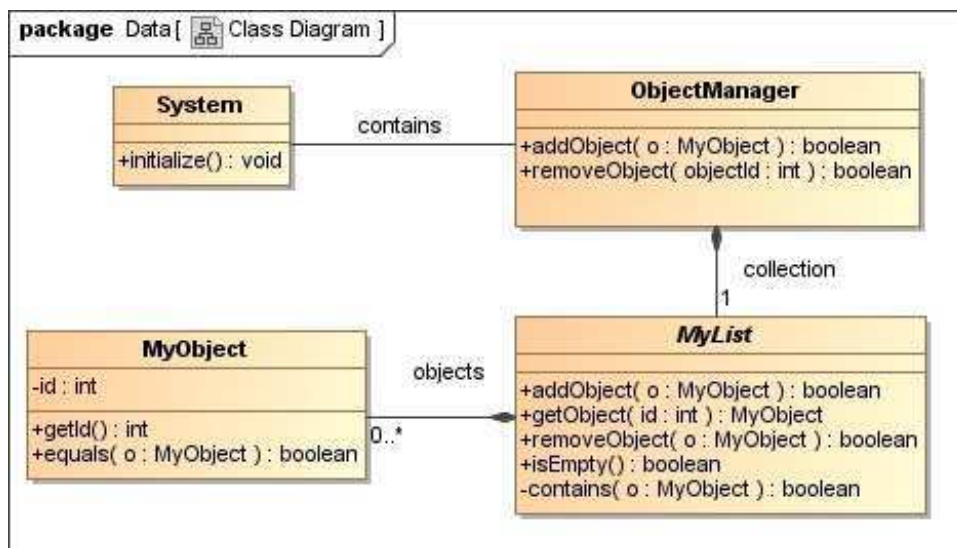 package Data [ Class Diagram ]
System
+initialize() : void
contains
ObjectManager
+addObject( o : MyObject ) : boolean
+removeObject( objectId : int ) : boolean
collection
1
MyObject
-id : int
+getId() : int
+equals( o : MyObject ) : boolean
objects
0..*
MyList
+addObject( o : MyObject ) : boolean
+getObject( id : int ) : MyObject
+removeObject( o : MyObject ) : boolean
+isEmpty() : boolean
-contains( o : MyObject ) : boolean